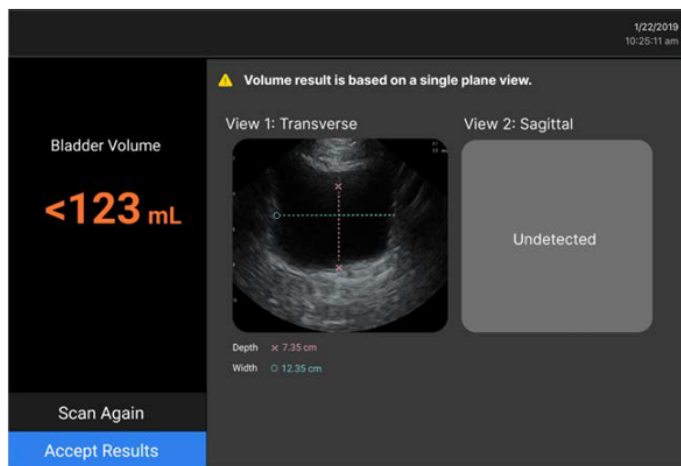 1/22/2019
10:25:11 am
Volume result is based on a single plane view.
Bladder Volume
<123 mL
View 1: Transverse
View 2: Sagittal
Undetected
Depth × 7.35 cm
Width ○ 12.35 cm
Scan Again
Accept Results